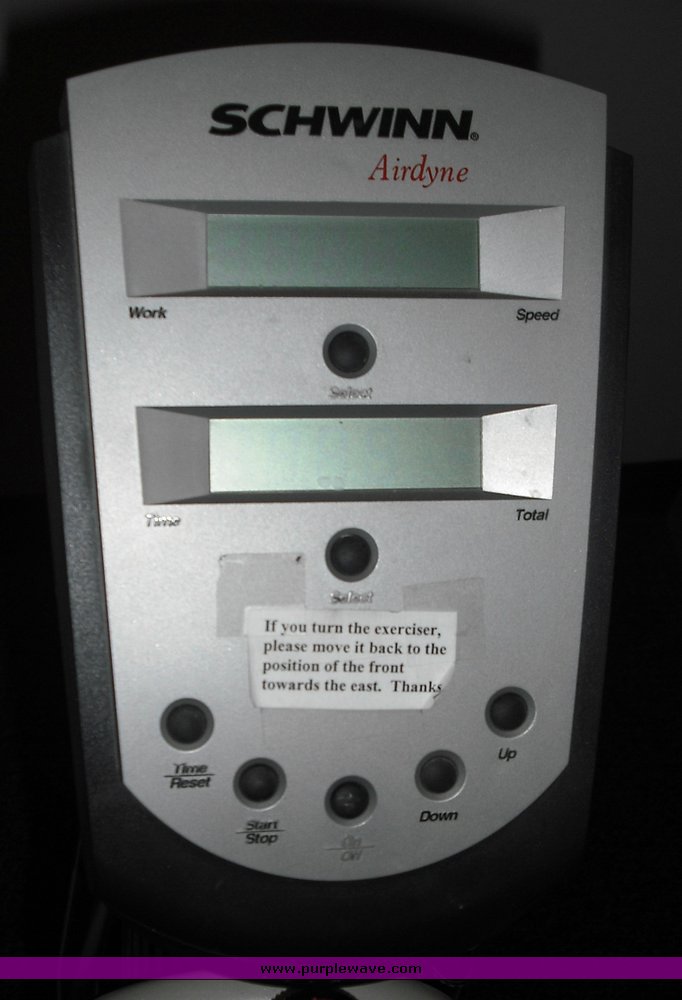 SCHWINN®
Airdyne
Work Speed
Select
Time Total
Select
If you turn the exerciser,
please move it back to the
position of the front
towards the east. Thanks
Time
Reset
Start
Stop
On
Off
Down
Up
www.purplewave.com